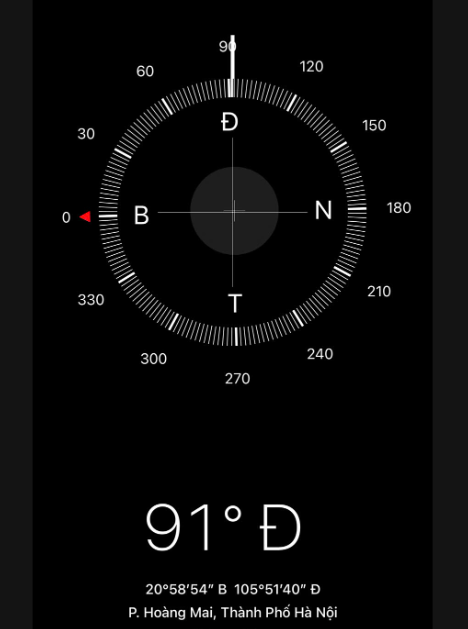 90
60
120
Đ
30
150
0
B
N
180
330
210
T
300
240
270
91° Đ
20°58’54” B 105°51’40” Đ
P. Hoàng Mai, Thành Phố Hà Nội